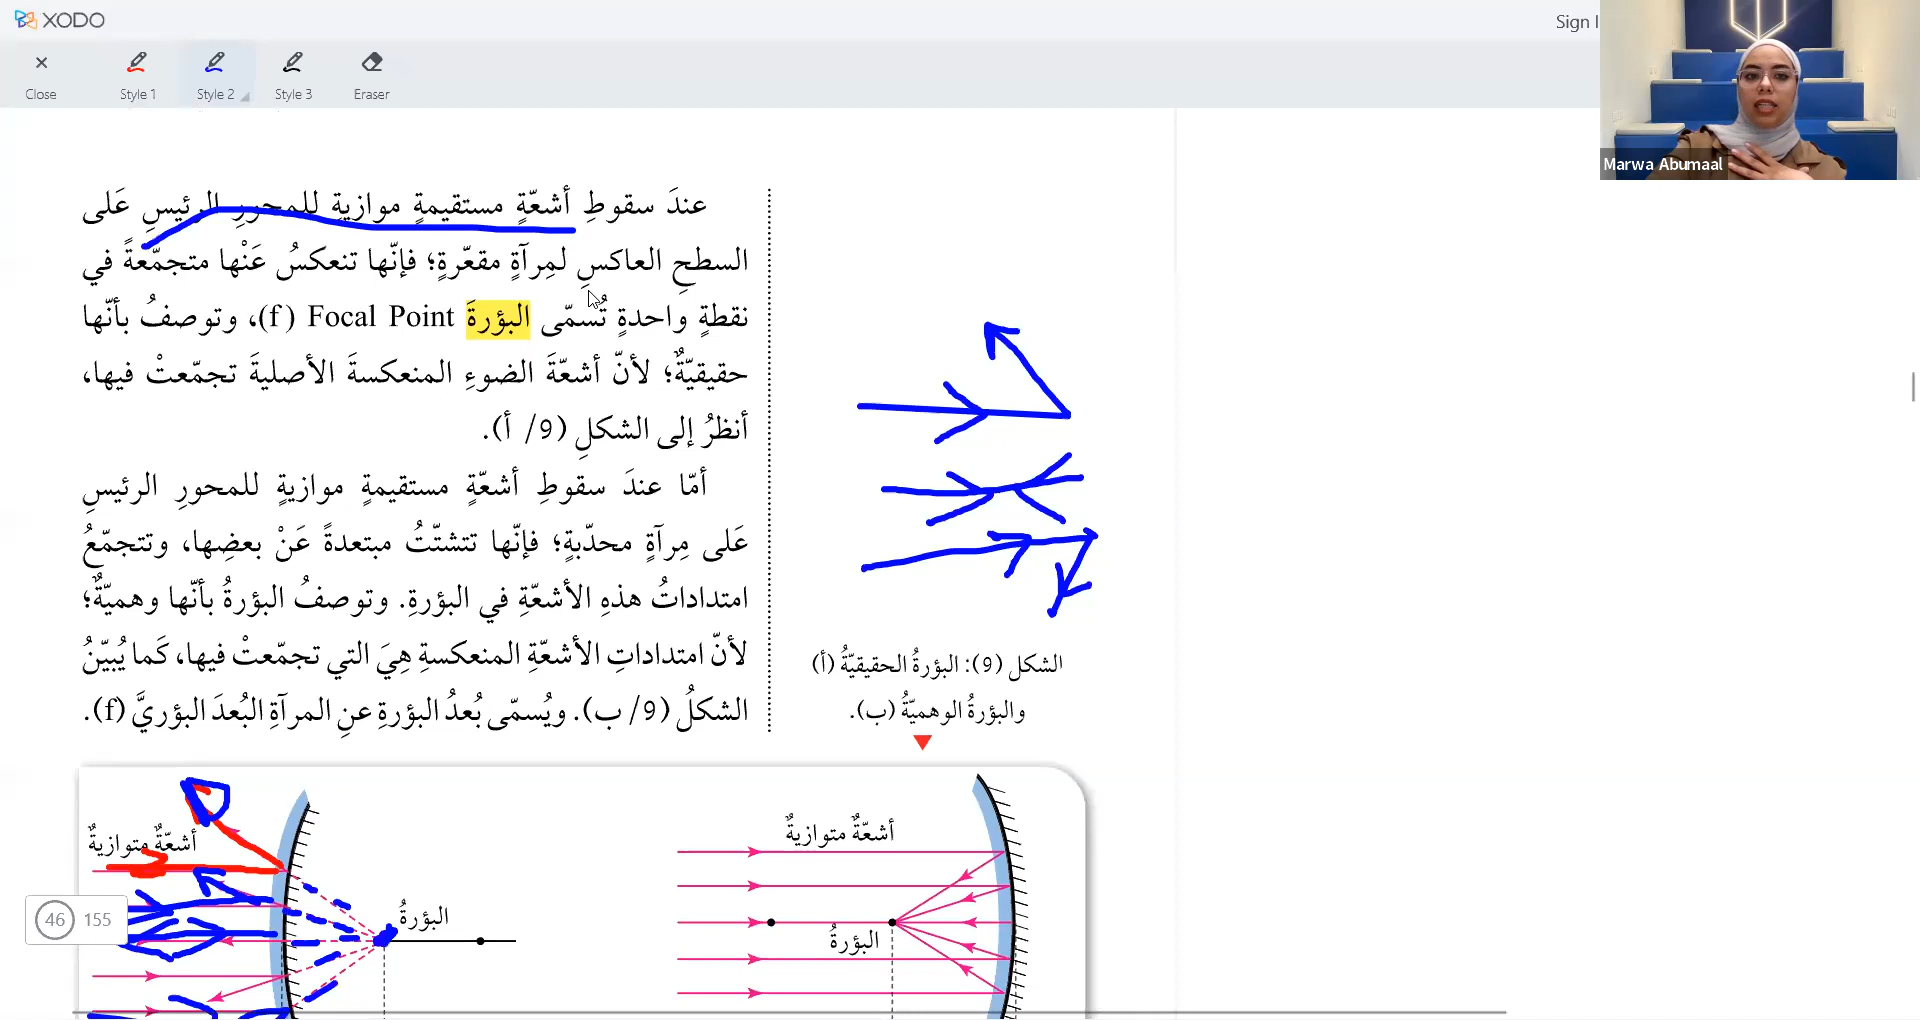 XODO
Sign I
Close
Style 1
Style 2
Style 3
Eraser
Marwa Abumaal
عندَ سقوطِ أشعّةٍ مستقيمةٍ موازيةٍ للمحورِ الرئيسِ عَلى
السطحِ العاكسِ لمِرآةٍ مقعّرةٍ؛ فإنّها تنعكسُ عَنْها متجمّعةً في
نقطةٍ واحدةٍ تُسمّى البؤرةَ Focal Point (f)، وتوصفُ بأنّها
حقيقيّةٌ؛ لأنّ أشعّةَ الضوءِ المنعكسةَ الأصليةَ تجمّعتْ فيها،
أنظرُ إلى الشكلِ (9/ أ).
أمّا عندَ سقوطِ أشعّةٍ مستقيمةٍ موازيةٍ للمحورِ الرئيسِ
عَلى مِرآةٍ محدّبةٍ؛ فإنّها تتشتّتُ مبتعدةً عَنْ بعضِها، وتتجمّعُ
امتداداتُ هذهِ الأشعّةِ في البؤرةِ. وتوصفُ البؤرةُ بأنّها وهميّةٌ؛
لأنّ امتداداتِ الأشعّةِ المنعكسةِ هِيَ التي تجمّعتْ فيها، كَما يُبيّنُ
الشكلُ (9/ ب). ويُسمّى بُعدُ البؤرةِ عنِ المرآةِ البُعدَ البؤريَّ (f).
الشكل (9): البؤرةُ الحقيقيّةُ (أ)
والبؤرةُ الوهميّةُ (ب).
أشعّةٌ متوازيةٌ
البؤرةُ
أشعّةٌ متوازيةٌ
البؤرةُ
46 155